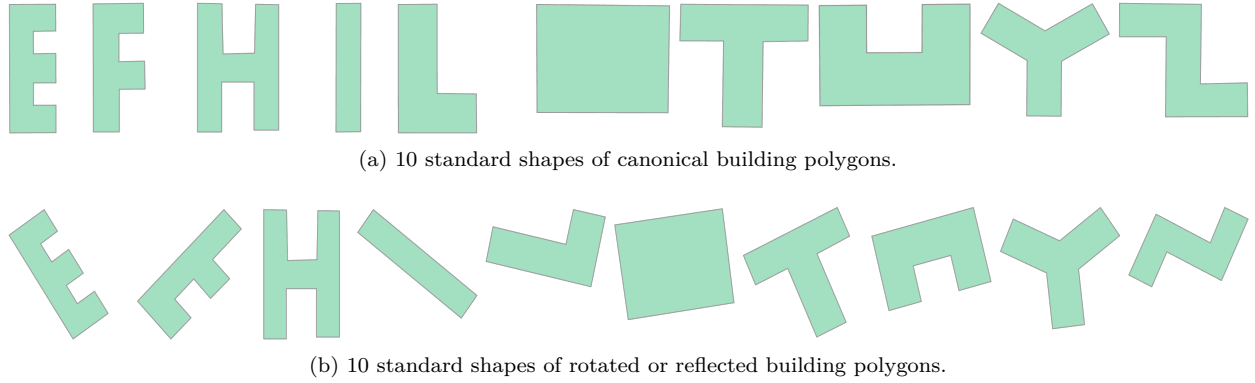 (a) 10 standard shapes of canonical building polygons.
(b) 10 standard shapes of rotated or reflected building polygons.